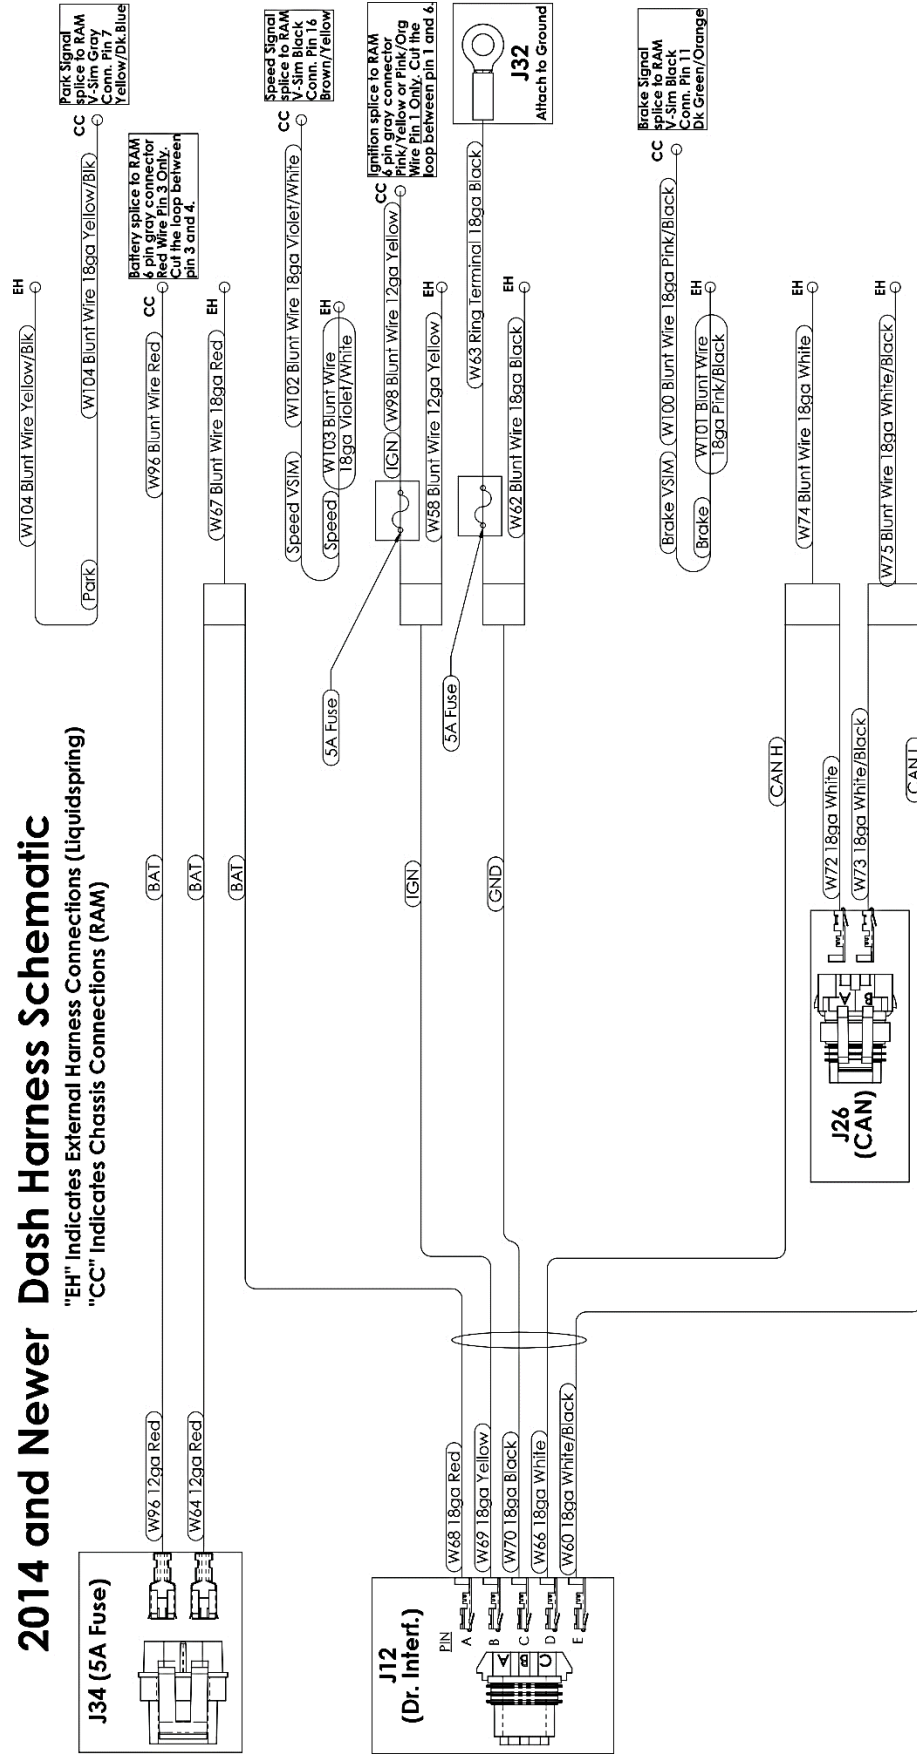 2014 and Newer Dash Harness Schematic
"EH" Indicates External Harness Connections (Liquidspring)
"CC" Indicates Chassis Connections (RAM)
J34 (5A Fuse)
W96 12ga Red
W64 12ga Red
BAT
BAT
BAT
Park
W104 Blunt Wire Yellow/Blk
EH
W104 Blunt Wire 18ga Yellow/Blk
CC
Park Signal
splice to RAM
V-Sim Gray
Conn. Pin 7
Yellow/Dk.Blue
W96 Blunt Wire Red
CC
Battery splice to RAM
6 pin gray connector
Red Wire Pin 3 Only.
Cut the loop between
pin 3 and 4.
W67 Blunt Wire 18ga Red
EH
Speed VSIM
W102 Blunt Wire 18ga Violet/White
CC
Speed Signal
splice to RAM
V-Sim Black
Conn. Pin 16
Brown/Yellow
Speed
W103 Blunt Wire
18ga Violet/White
EH
5A Fuse
IGN
IGN
W98 Blunt Wire 12ga Yellow
CC
Ignition splice to RAM
6 pin gray connector
Pink/Yellow or Pink/Org
Wire Pin 1 Only. Cut the
loop between pin 1 and 6.
W58 Blunt Wire 12ga Yellow
EH
5A Fuse
GND
W63 Ring Terminal 18ga Black
J32
Attach to Ground
W62 Blunt Wire 18ga Black
EH
Brake VSIM
W100 Blunt Wire 18ga Pink/Black
CC
Brake Signal
splice to RAM
V-Sim Black
Conn. Pin 11
Dk Green/Orange
Brake
W101 Blunt Wire
18ga Pink/Black
EH
J12
(Dr. Interf.)
PIN
A
B
C
D
E
A
B
C
W68 18ga Red
W69 18ga Yellow
W70 18ga Black
W66 18ga White
W60 18ga White/Black
CAN H
W74 Blunt Wire 18ga White
EH
W72 18ga White
W73 18ga White/Black
J26
(CAN)
A
B
W75 Blunt Wire 18ga White/Black
EH
CAN L